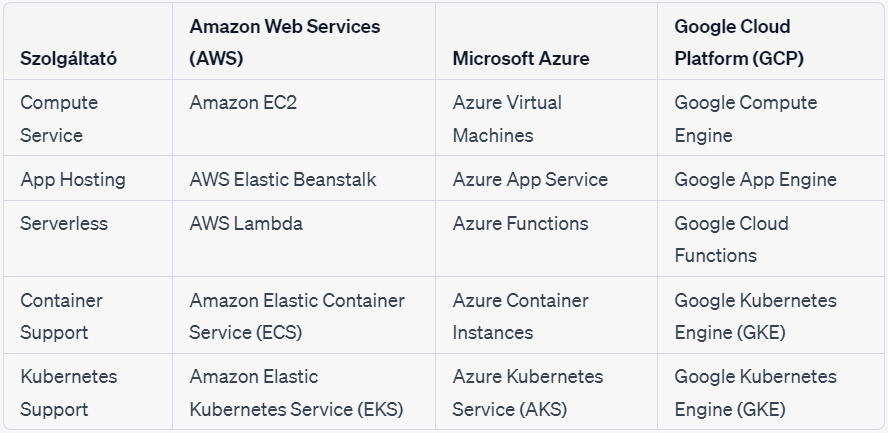 Szolgáltató
Amazon Web Services
(AWS)
Microsoft Azure
Google Cloud
Platform (GCP)
Compute
Service
Amazon EC2
Azure Virtual
Machines
Google Compute
Engine
App Hosting
AWS Elastic Beanstalk
Azure App Service
Google App Engine
Serverless
AWS Lambda
Azure Functions
Google Cloud
Functions
Container
Support
Amazon Elastic Container
Service (ECS)
Azure Container
Instances
Google Kubernetes
Engine (GKE)
Kubernetes
Support
Amazon Elastic
Kubernetes Service (EKS)
Azure Kubernetes
Service (AKS)
Google Kubernetes
Engine (GKE)